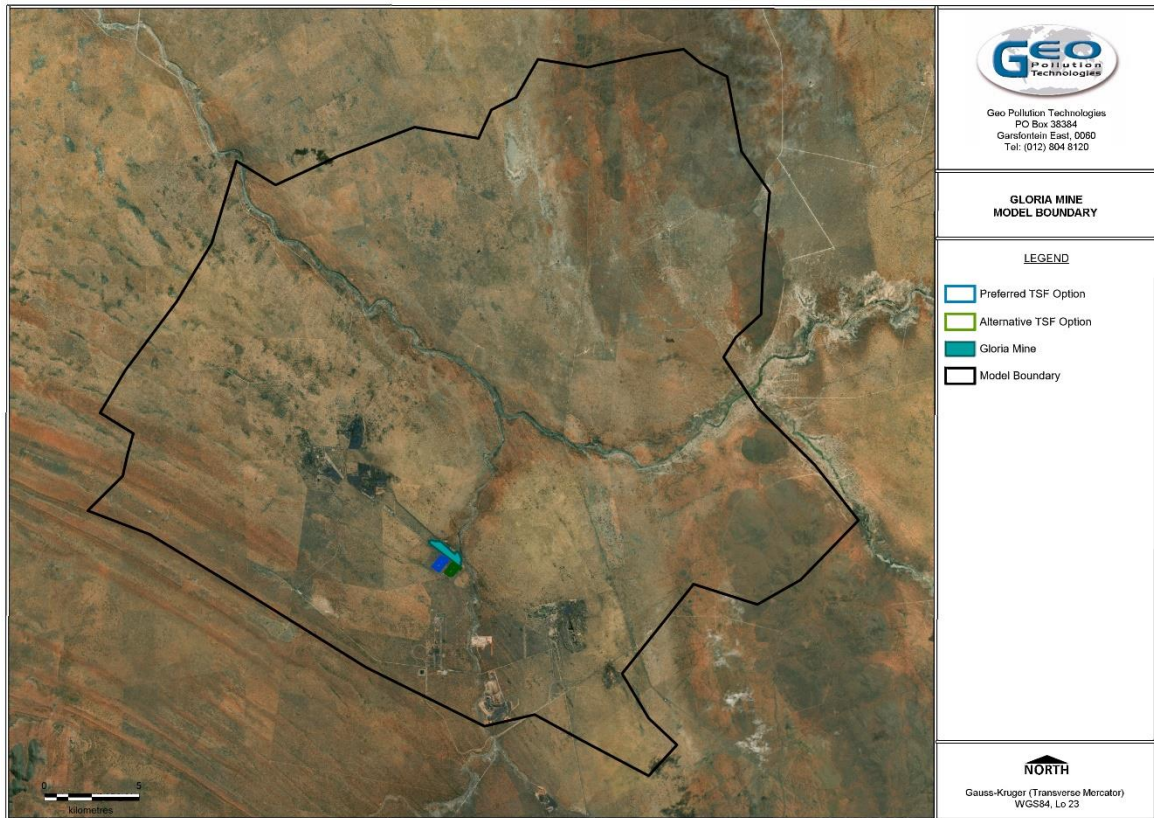 GEO
Pollution
Technologies
Geo Pollution Technologies
PO Box 38384
Garsfontein East, 0060
Tel: (012) 804 8120
GLORIA MINE
MODEL BOUNDARY
LEGEND
Preferred TSF Option
Alternative TSF Option
Gloria Mine
Model Boundary
0 5
kilometres
NORTH
Gauss-Kruger (Transverse Mercator)
WGS84, Lo 23